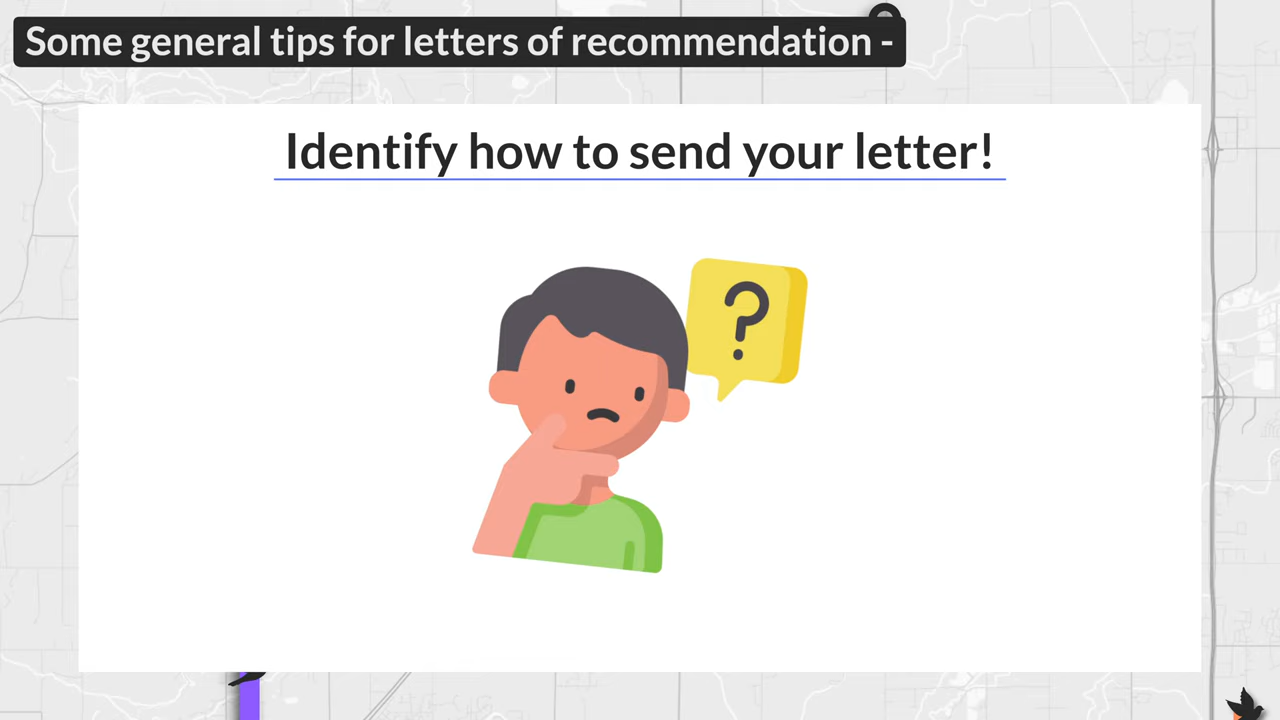 Some general tips for letters of recommendation -
Identify how to send your letter!
?